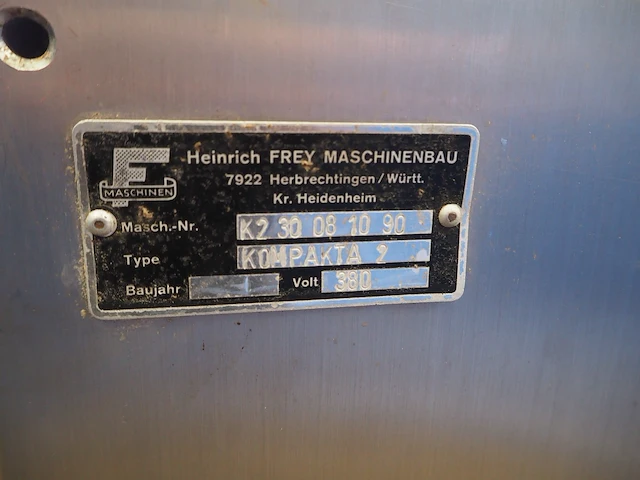 F
MASCHINEN
Heinrich FREY MASCHINENBAU
7922 Herbrechtingen/Württ.
Kr. Heidenheim
Masch.-Nr. K2 30 08 10 90
Type KOMPAKTA 2
Baujahr Volt 380